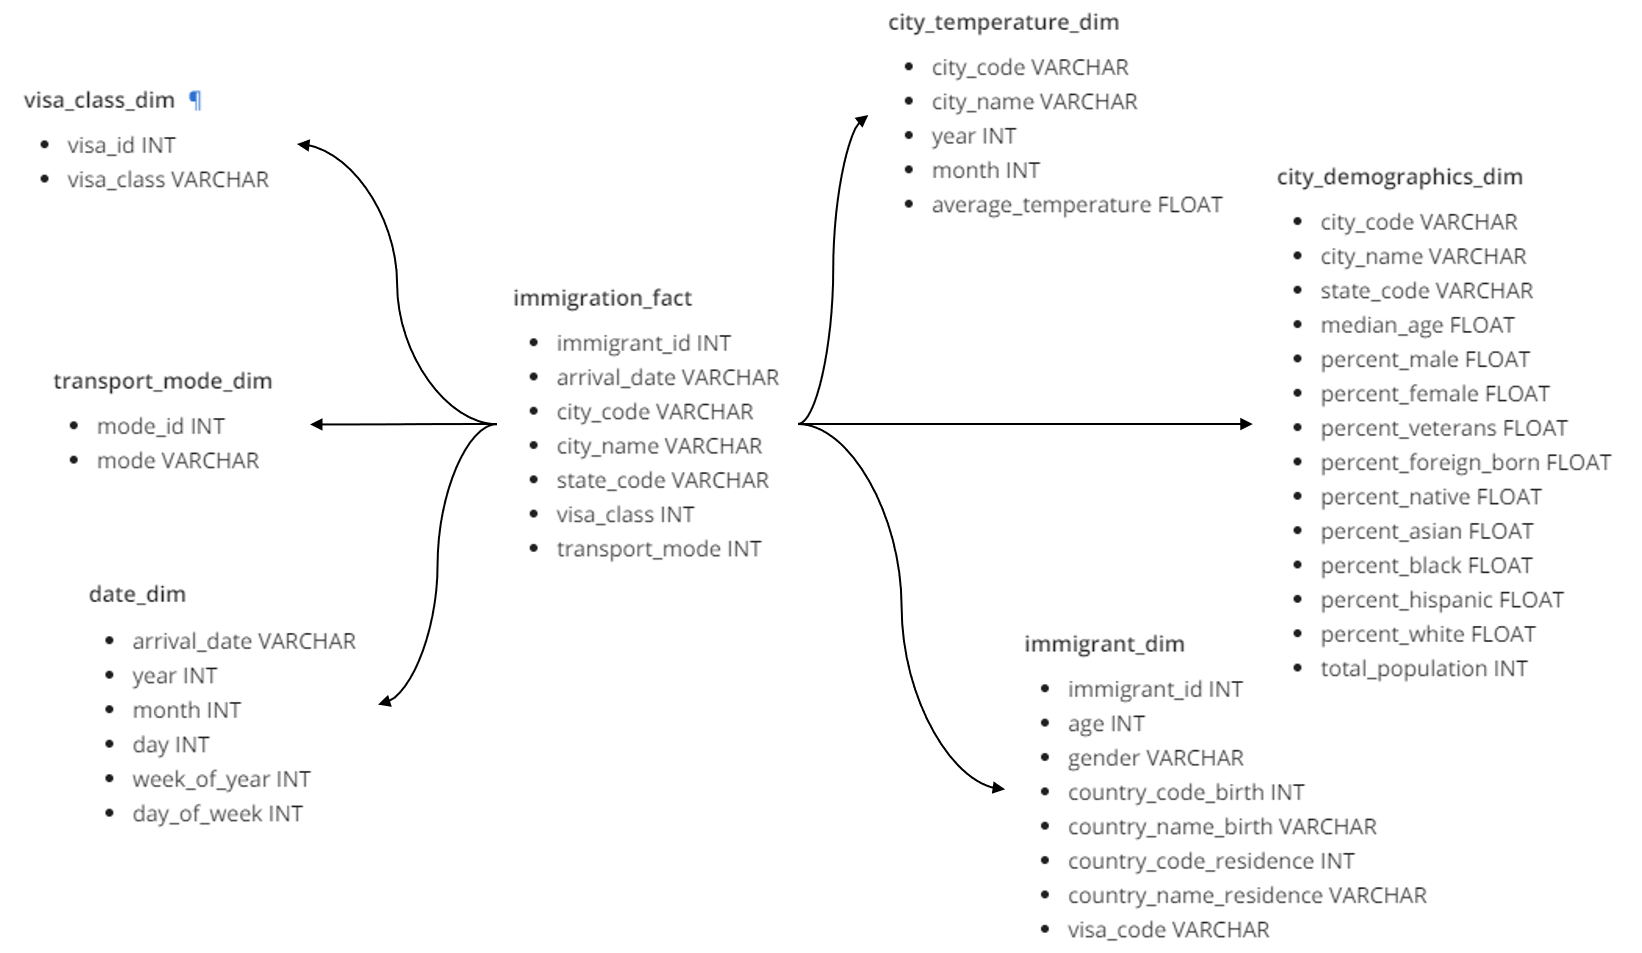 visa_class_dim ¶
• visa_id INT
• visa_class VARCHAR
transport_mode_dim
• mode_id INT
• mode VARCHAR
date_dim
• arrival_date VARCHAR
• year INT
• month INT
• day INT
• week_of_year INT
• day_of_week INT
immigration_fact
• immigrant_id INT
• arrival_date VARCHAR
• city_code VARCHAR
• city_name VARCHAR
• state_code VARCHAR
• visa_class INT
• transport_mode INT
city_temperature_dim
• city_code VARCHAR
• city_name VARCHAR
• year INT
• month INT
• average_temperature FLOAT
city_demographics_dim
• city_code VARCHAR
• city_name VARCHAR
• state_code VARCHAR
• median_age FLOAT
• percent_male FLOAT
• percent_female FLOAT
• percent_veterans FLOAT
• percent_foreign_born FLOAT
• percent_native FLOAT
• percent_asian FLOAT
• percent_black FLOAT
• percent_hispanic FLOAT
• percent_white FLOAT
• total_population INT
immigrant_dim
• immigrant_id INT
• age INT
• gender VARCHAR
• country_code_birth INT
• country_name_birth VARCHAR
• country_code_residence INT
• country_name_residence VARCHAR
• visa_code VARCHAR